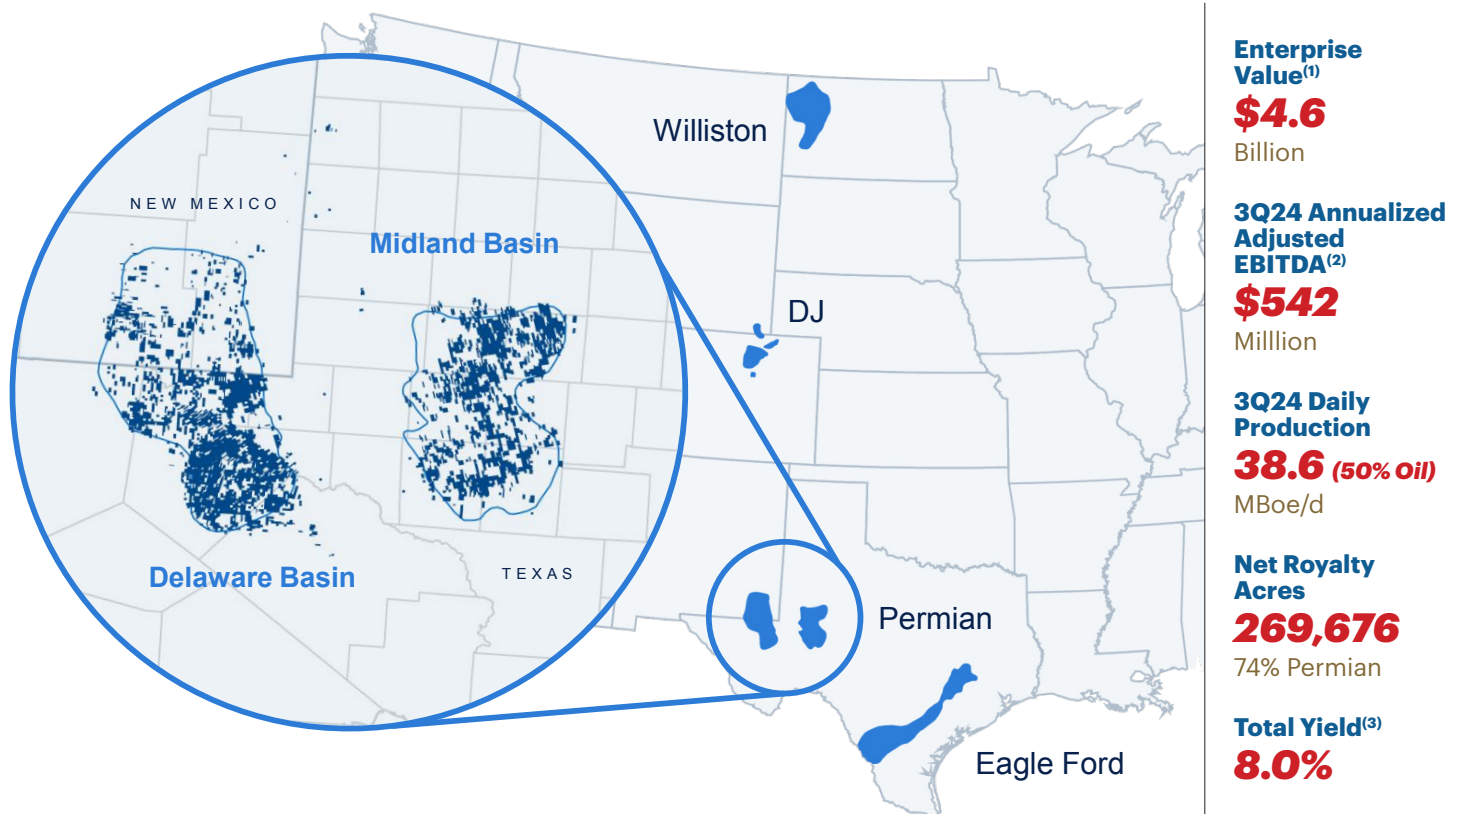 NEW MEXICO
Midland Basin
Delaware Basin
TEXAS
Williston
DJ
Permian
Eagle Ford
Enterprise
Value(1)
$4.6
Billion
3Q24 Annualized
Adjusted
EBITDA(2)
$542
Milllion
3Q24 Daily
Production
38.6 (50% Oil)
MBoe/d
Net Royalty
Acres
269,676
74% Permian
Total Yield(3)
8.0%